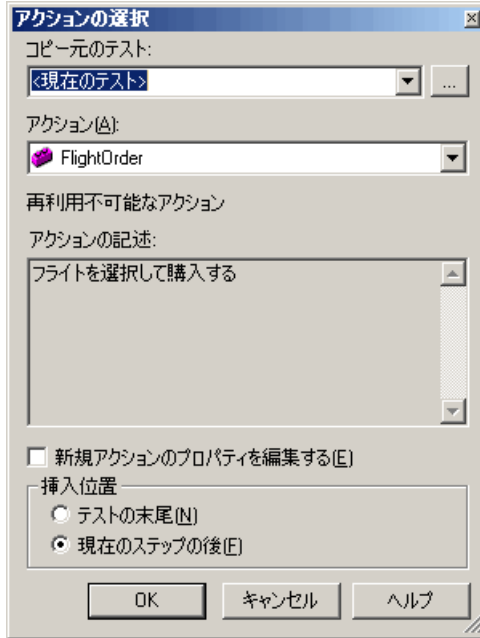 アクションの選択
コピー元のテスト:
<現在のテスト>
...
アクション(A):
FlightOrder
再利用不可能なアクション
アクションの記述:
フライトを選択して購入する
新規アクションのプロパティを編集する(E)
挿入位置
テストの末尾(N)
現在のステップの後(F)
OK キャンセル ヘルプ